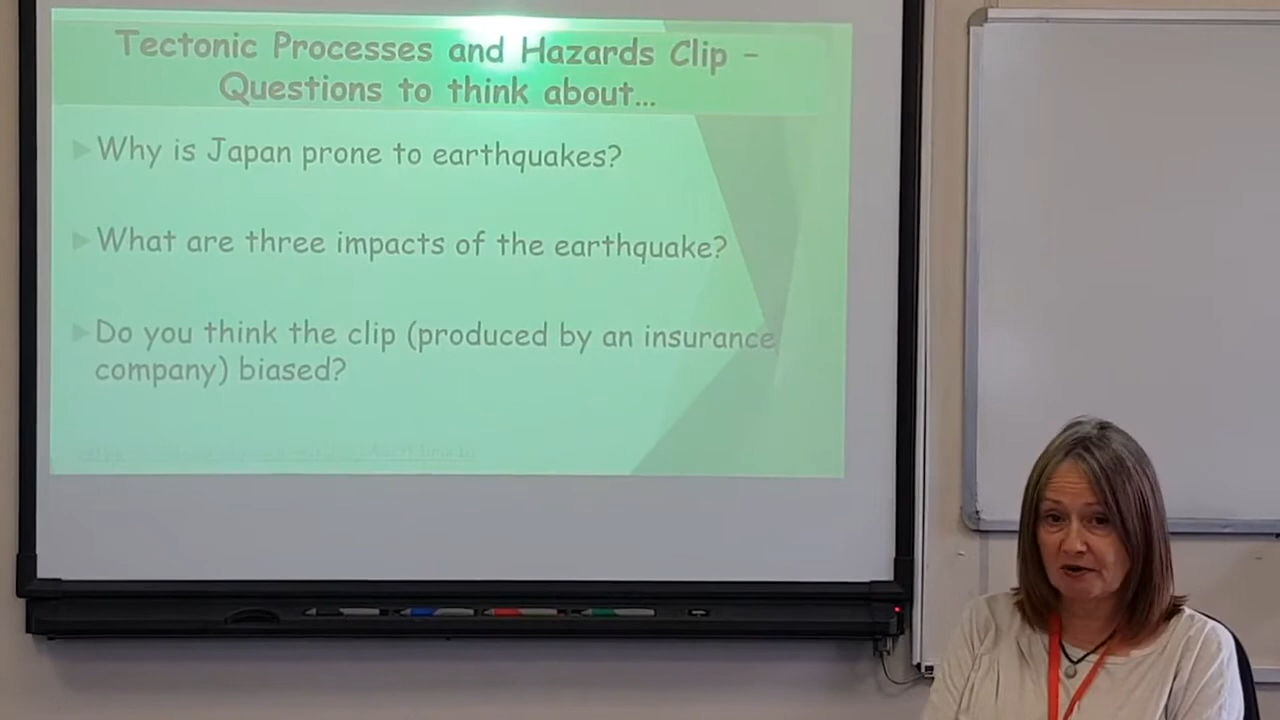 Tectonic Processes and Hazards Clip –
Questions to think about...
Why is Japan prone to earthquakes?
What are three impacts of the earthquake?
Do you think the clip (produced by an insurance
company) biased?